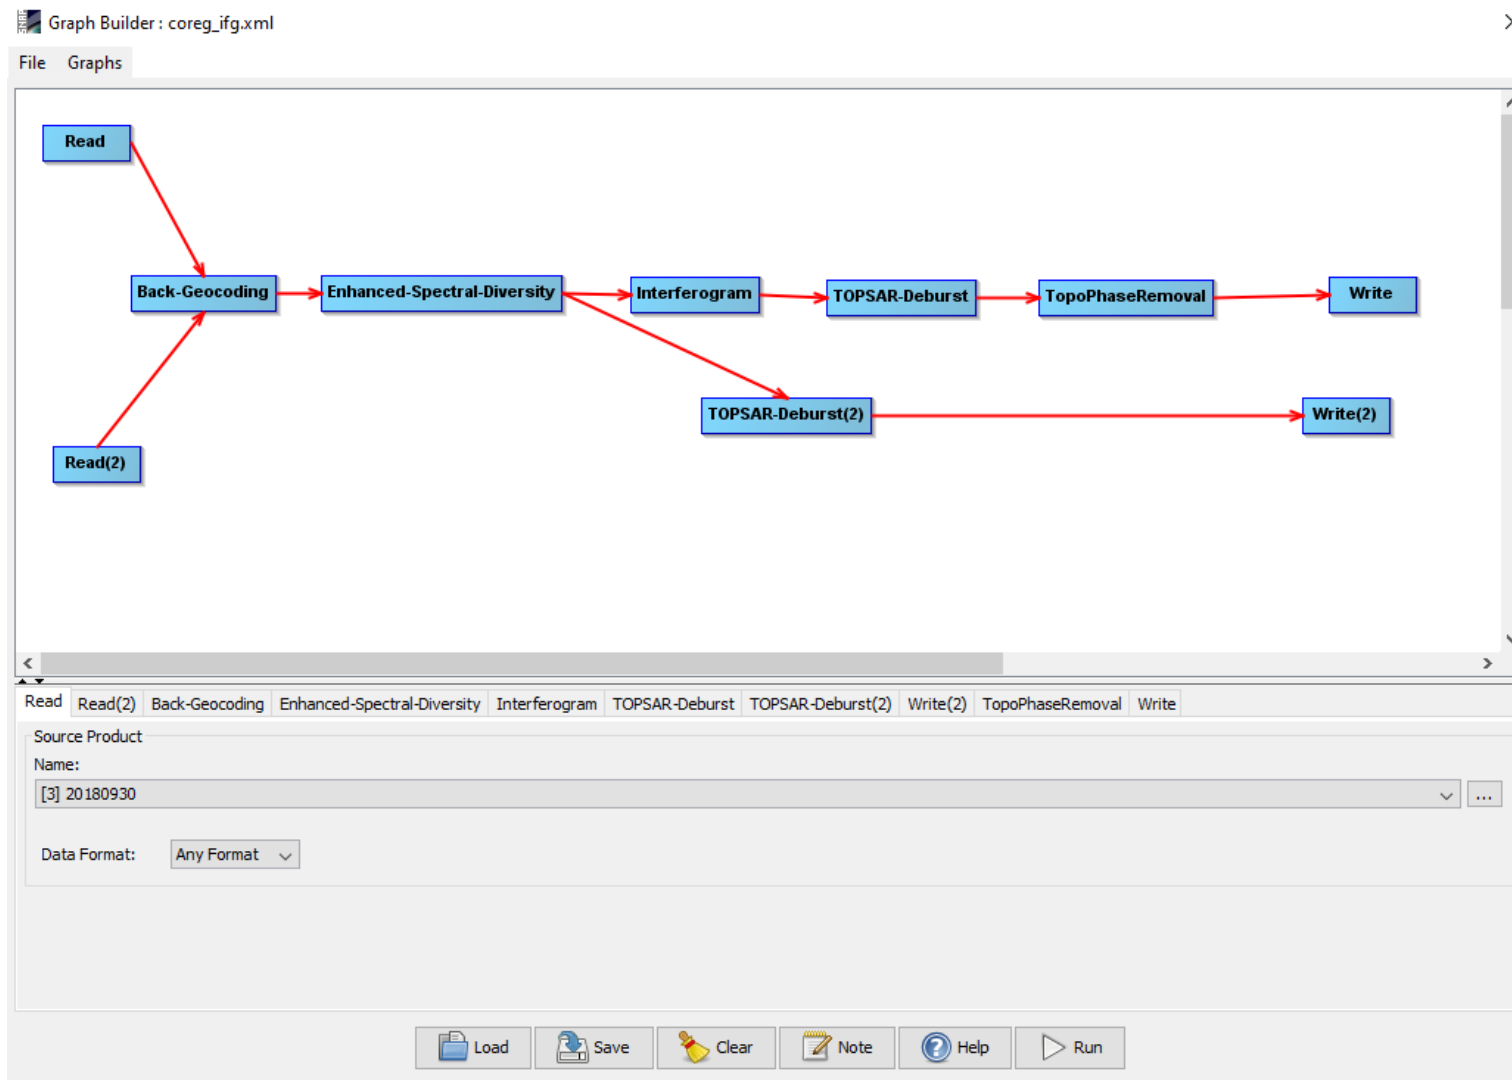 Graph Builder : coreg_ifg.xml
File Graphs
Read
Back-Geocoding
Enhanced-Spectral-Diversity
Interferogram
TOPSAR-Deburst
TopoPhaseRemoval
Write
TOPSAR-Deburst(2)
Write(2)
Read(2)
Read Read(2) Back-Geocoding Enhanced-Spectral-Diversity Interferogram TOPSAR-Deburst TOPSAR-Deburst(2) Write(2) TopoPhaseRemoval Write
Source Product
Name:
[3] 20180930
...
Data Format: Any Format
Load Save Clear Note Help Run